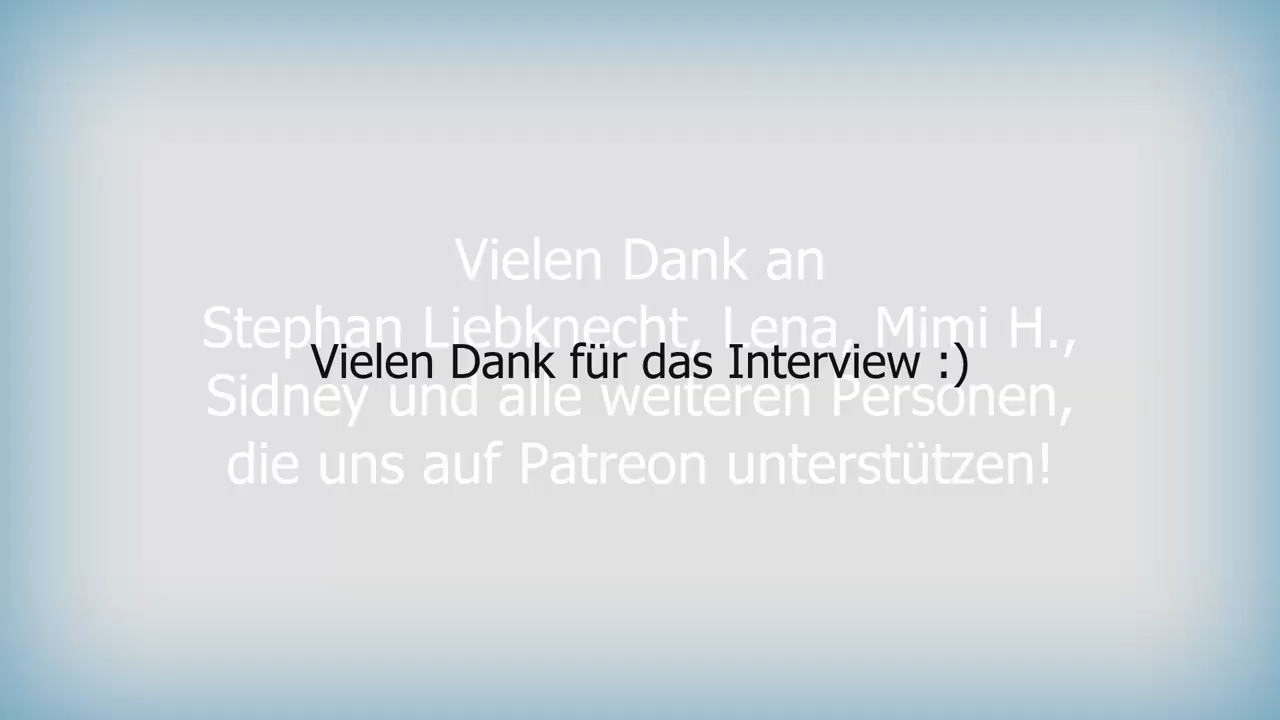 Vielen Dank an
Stephan Liebknecht, Lena, Mimi H.,
Vielen Dank für das Interview :)
Sidney und alle weiteren Personen,
die uns auf Patreon unterstützen!